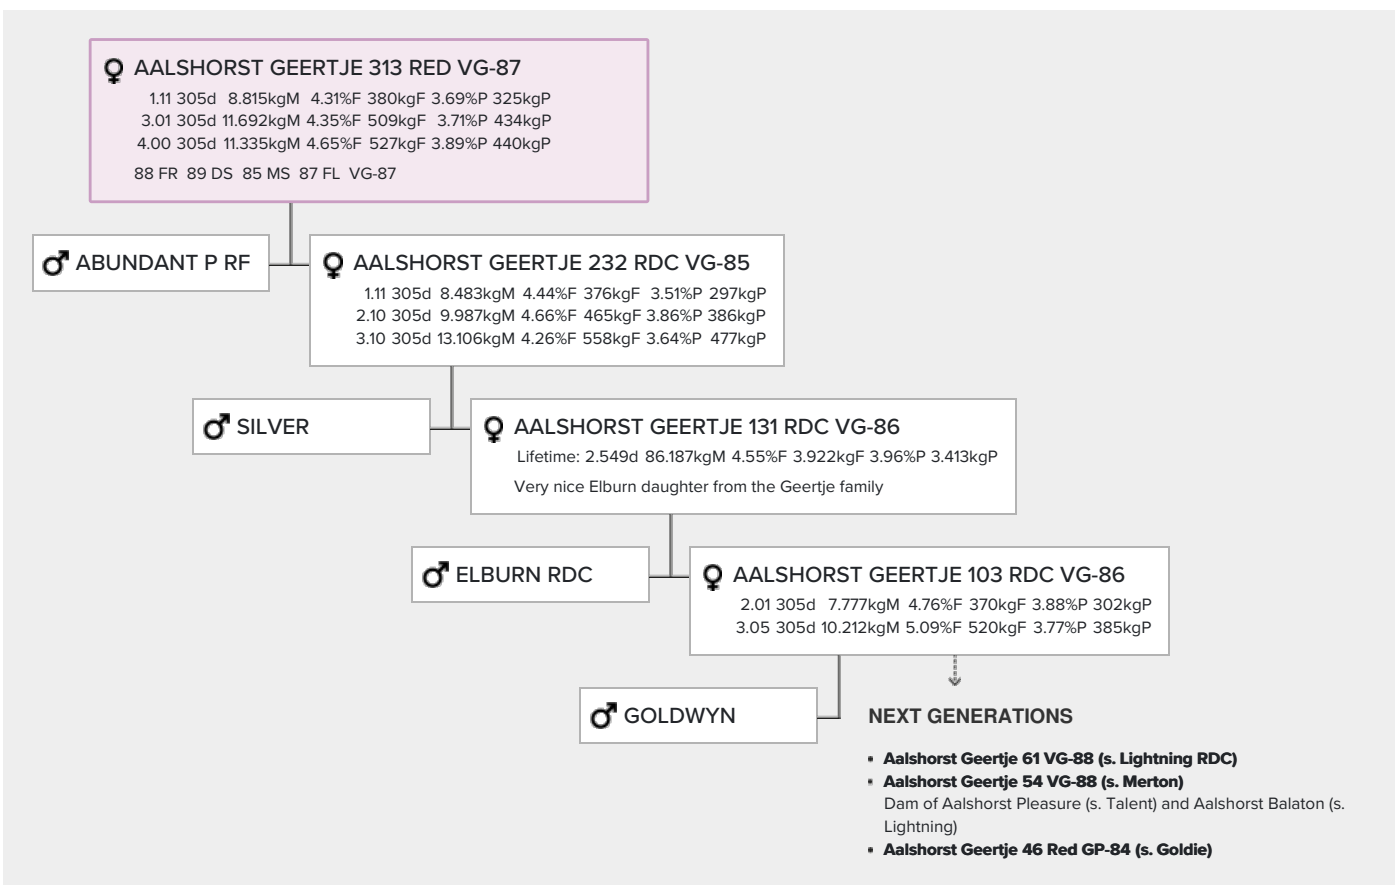 AALSHORST GEERTJE 313 RED VG-87
1.11 305d 8.815kgM 4.31%F 380kgF 3.69%P 325kgP
3.01 305d 11.692kgM 4.35%F 509kgF 3.71%P 434kgP
4.00 305d 11.335kgM 4.65%F 527kgF 3.89%P 440kgP
88 FR 89 DS 85 MS 87 FL VG-87
ABUNDANT P RF
AALSHORST GEERTJE 232 RDC VG-85
1.11 305d 8.483kgM 4.44%F 376kgF 3.51%P 297kgP
2.10 305d 9.987kgM 4.66%F 465kgF 3.86%P 386kgP
3.10 305d 13.106kgM 4.26%F 558kgF 3.64%P 477kgP
SILVER
AALSHORST GEERTJE 131 RDC VG-86
Lifetime: 2.549d 86.187kgM 4.55%F 3.922kgF 3.96%P 3.413kgP
Very nice Elburn daughter from the Geertje family
ELBURN RDC
AALSHORST GEERTJE 103 RDC VG-86
2.01 305d 7.777kgM 4.76%F 370kgF 3.88%P 302kgP
3.05 305d 10.212kgM 5.09%F 520kgF 3.77%P 385kgP
GOLDWYN
NEXT GENERATIONS
• Aalshorst Geertje 61 VG-88 (s. Lightning RDC)
• Aalshorst Geertje 54 VG-88 (s. Merton)
Dam of Aalshorst Pleasure (s. Talent) and Aalshorst Balaton (s.
Lightning)
• Aalshorst Geertje 46 Red GP-84 (s. Goldie)